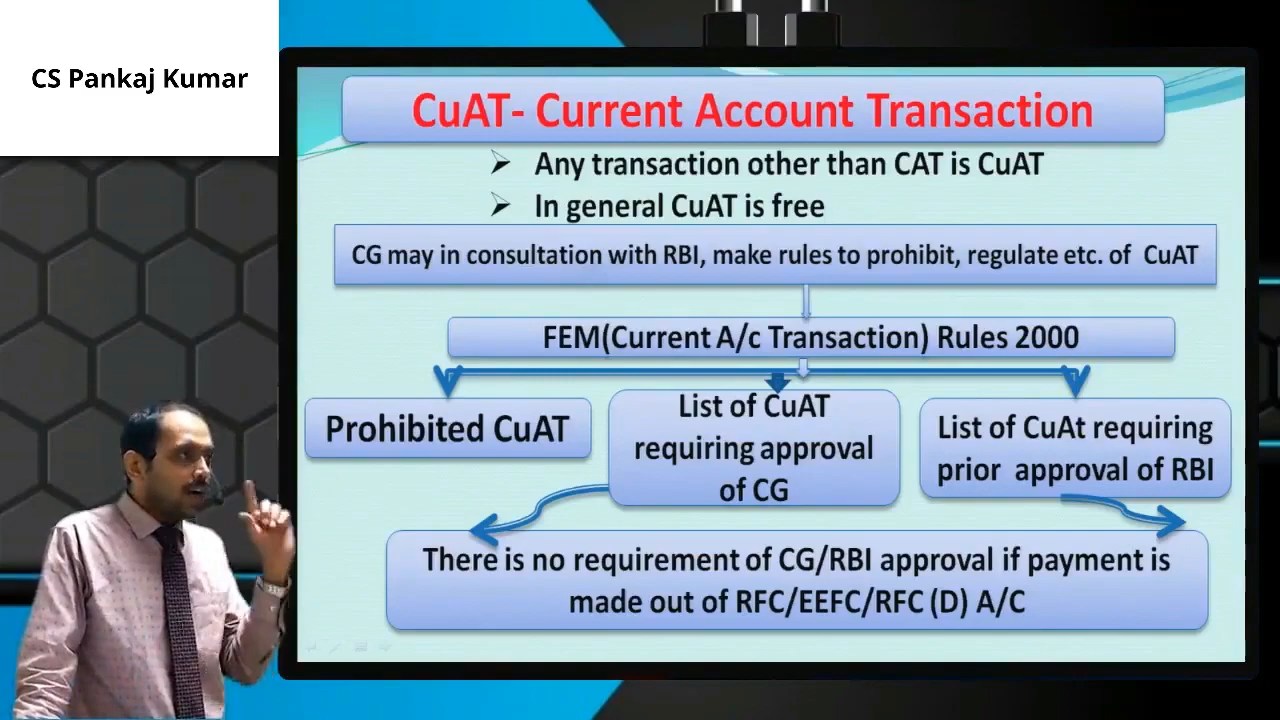 CS Pankaj Kumar
CuAT- Current Account Transaction
Any transaction other than CAT is CuAT
In general CuAT is free
CG may in consultation with RBI, make rules to prohibit, regulate etc. of CuAT
FEM(Current A/c Transaction) Rules 2000
Prohibited CuAT
List of CuAT
requiring approval
of CG
List of CuAt requiring
prior approval of RBI
There is no requirement of CG/RBI approval if payment is
made out of RFC/EEFC/RFC (D) A/C